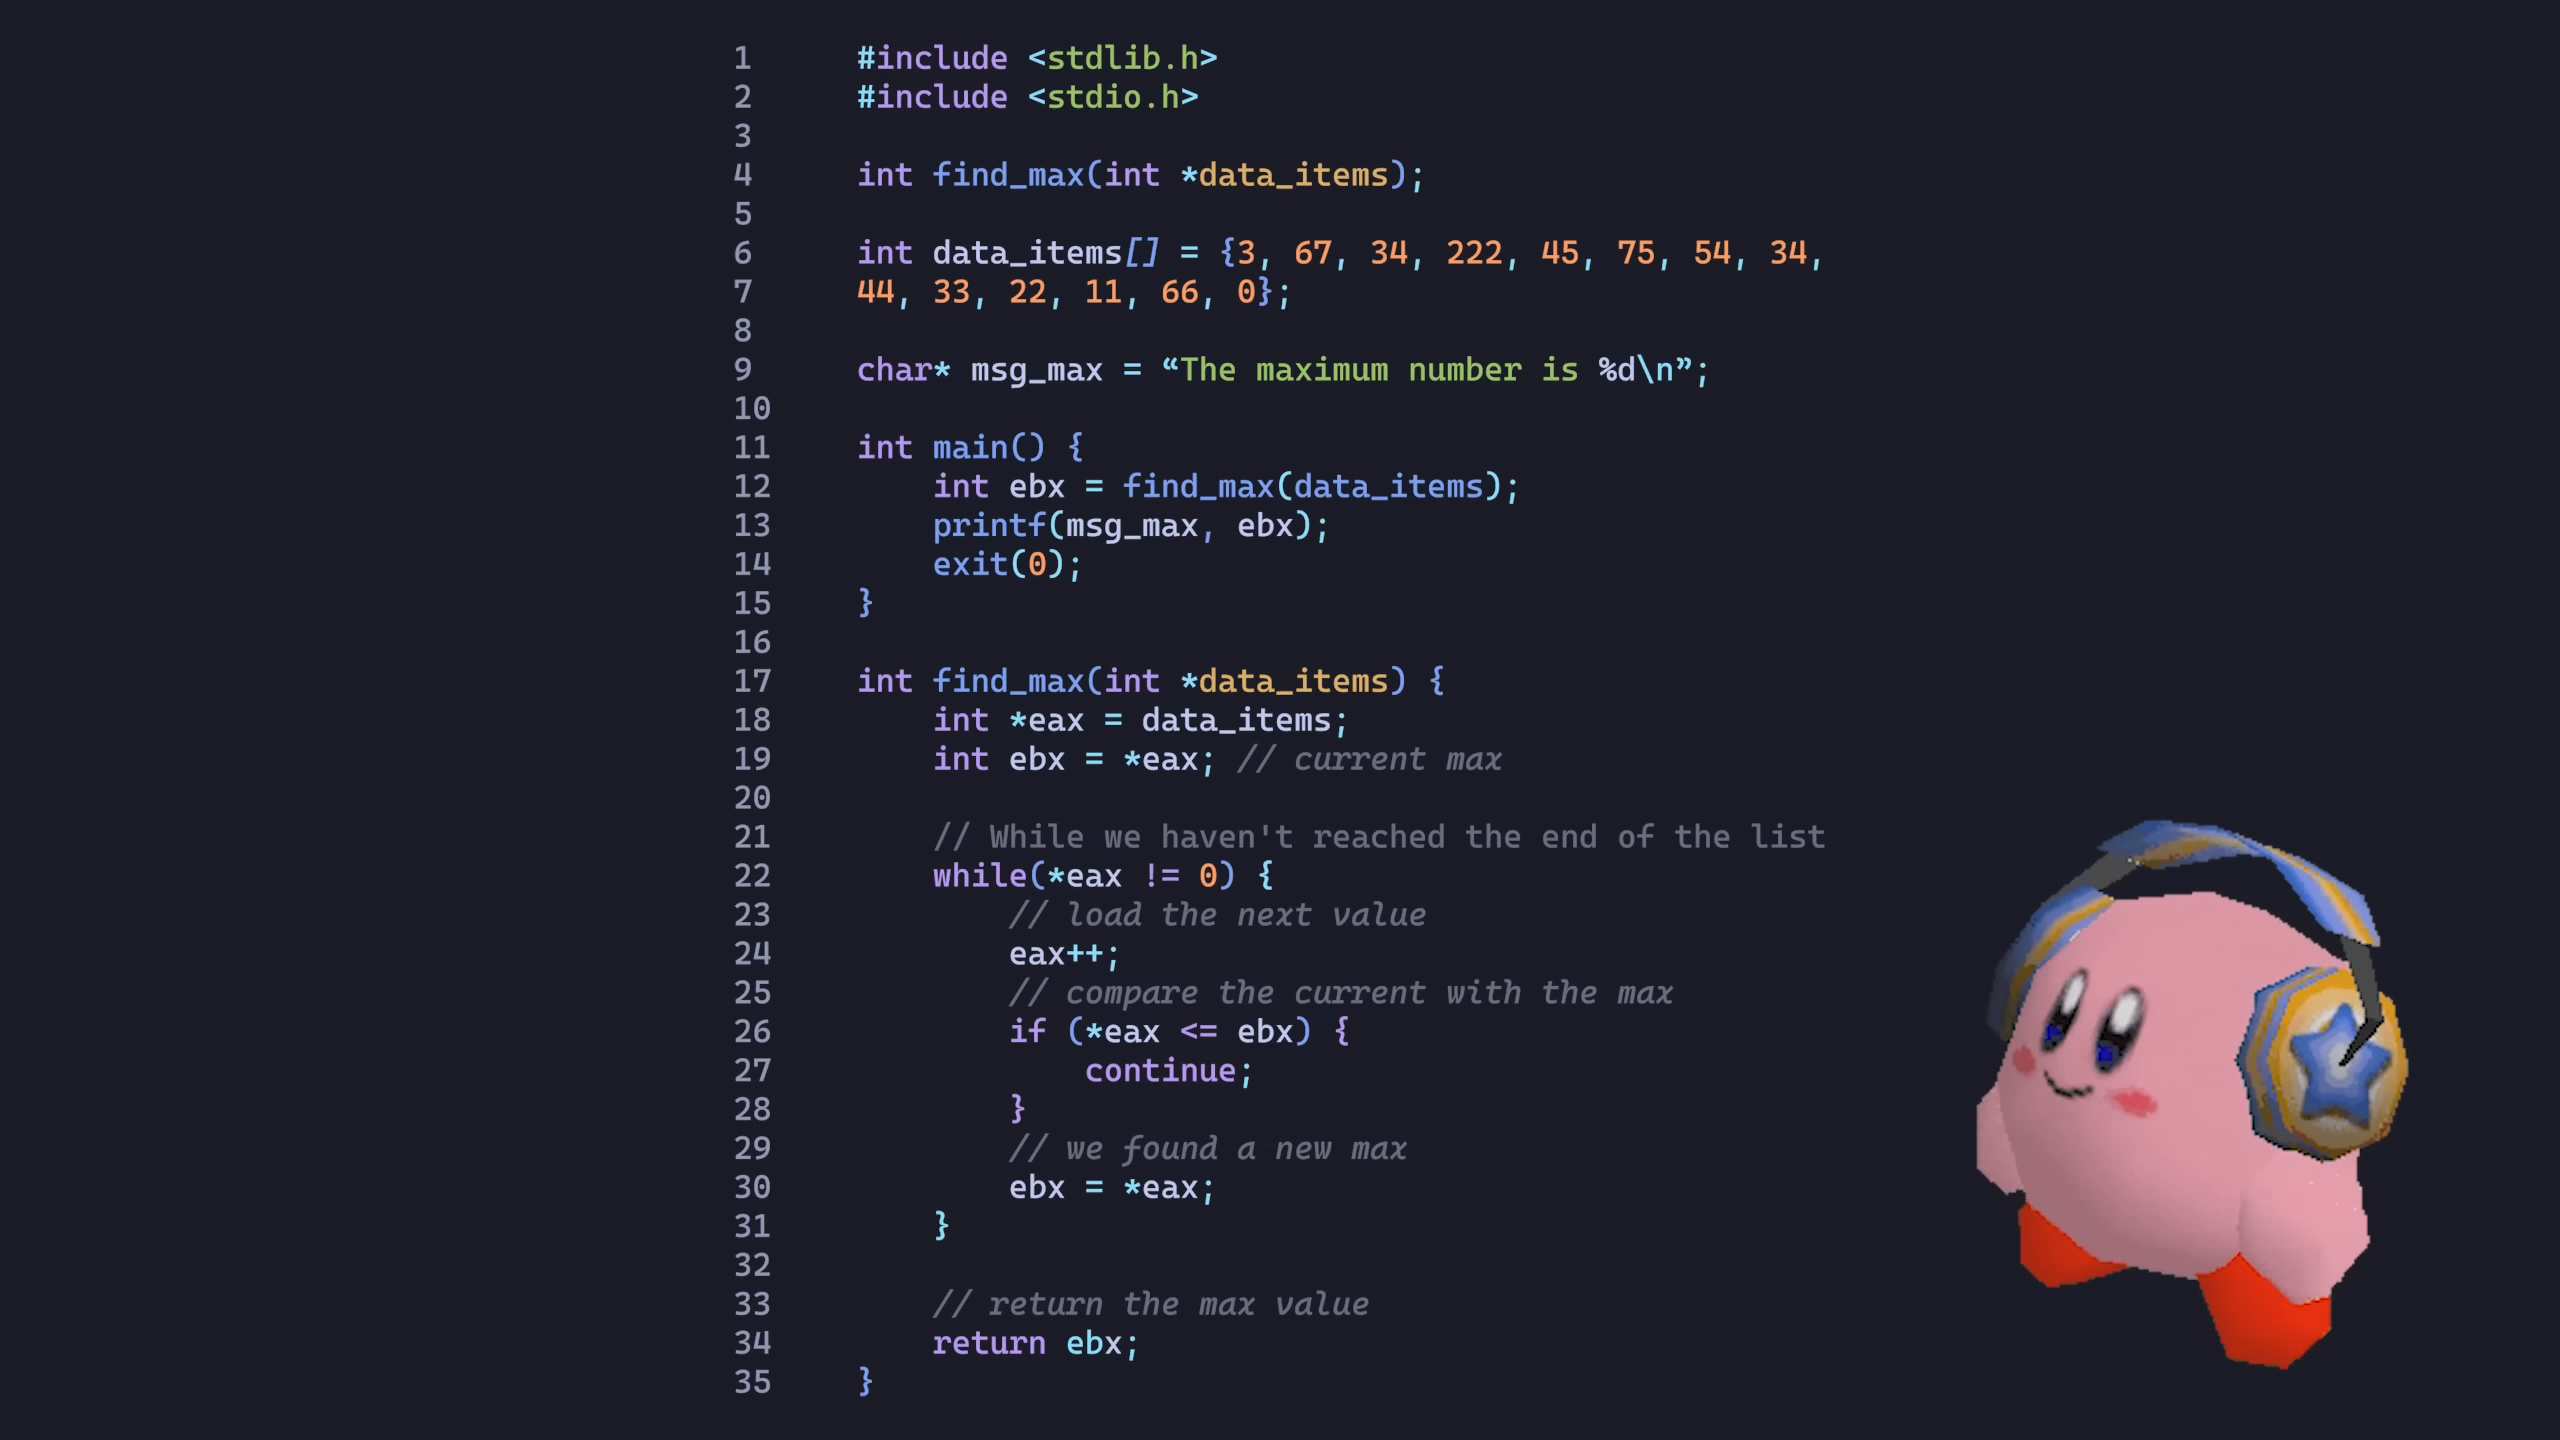 1 #include <stdlib.h>
2 #include <stdio.h>
3
4 int find_max(int *data_items);
5
6 int data_items[] = {3, 67, 34, 222, 45, 75, 54, 34,
7 44, 33, 22, 11, 66, 0};
8
9 char* msg_max = “The maximum number is %d\n”;
10
11 int main() {
12     int ebx = find_max(data_items);
13     printf(msg_max, ebx);
14     exit(0);
15 }
16
17 int find_max(int *data_items) {
18     int *eax = data_items;
19     int ebx = *eax; // current max
20
21     // While we haven't reached the end of the list
22     while(*eax != 0) {
23         // load the next value
24         eax++;
25         // compare the current with the max
26         if (*eax <= ebx) {
27             continue;
28         }
29         // we found a new max
30         ebx = *eax;
31     }
32
33     // return the max value
34     return ebx;
35 }